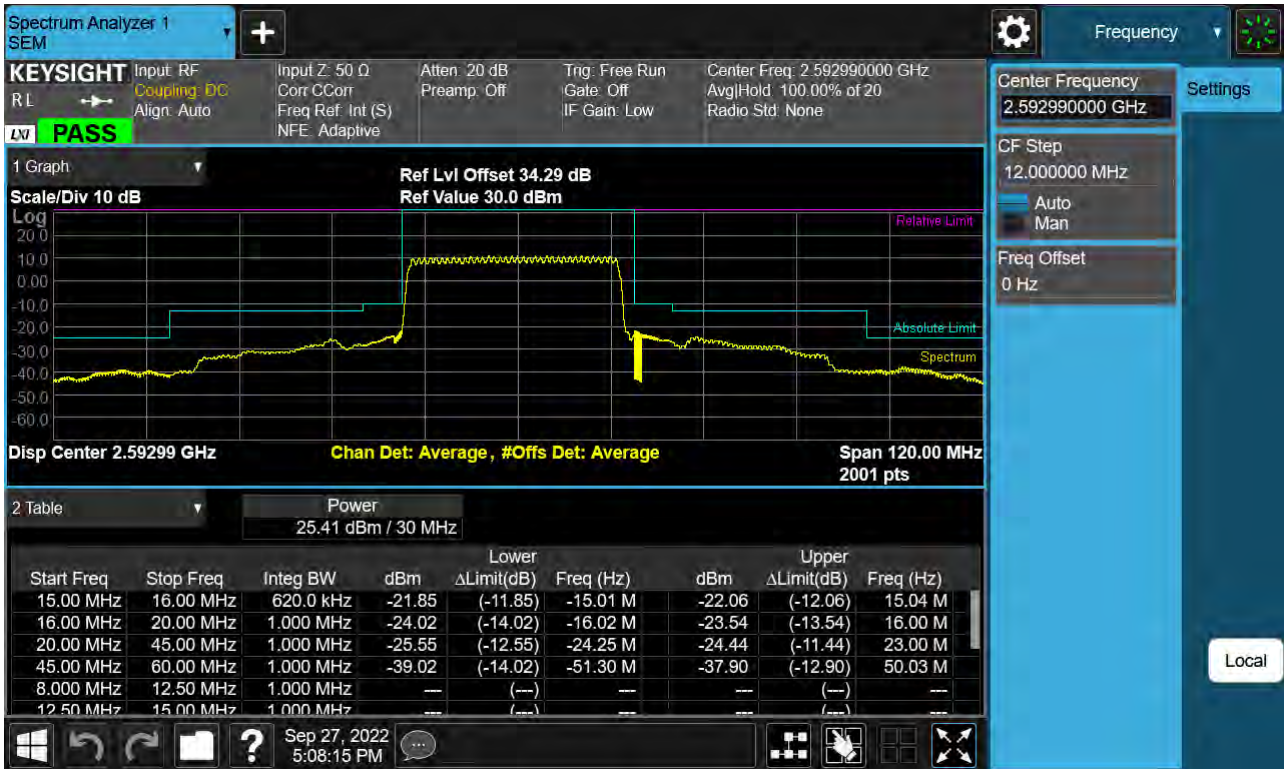 Spectrum Analyzer 1
SEM
+
Frequency
KEYSIGHT
R L
LXI PASS
Input: RF
Coupling: DC
Align: Auto
Input Z: 50 Ω
Corr CCorr
Freq Ref: Int (S)
NFE: Adaptive
Atten: 20 dB
Preamp: Off
Trig: Free Run
Gate: Off
IF Gain: Low
Center Freq: 2.592990000 GHz
Avg|Hold: 100.00% of 20
Radio Std: None
Center Frequency
2.592990000 GHz
Settings
CF Step
12.000000 MHz
Auto
Man
Freq Offset
0 Hz
1 Graph
Ref Lvl Offset 34.29 dB
Scale/Div 10 dB
Ref Value 30.0 dBm
Log
20.0
10.0
0.00
-10.0
-20.0
-30.0
-40.0
-50.0
-60.0
Relative Limit
Absolute Limit
Spectrum
Disp Center 2.59299 GHz
Chan Det: Average, #Offs Det: Average
Span 120.00 MHz
2001 pts
2 Table
Power
25.41 dBm / 30 MHz
Lower Upper
Start Freq Stop Freq Integ BW dBm ΔLimit(dB) Freq (Hz) dBm ΔLimit(dB) Freq (Hz)
15.00 MHz 16.00 MHz 620.0 kHz -21.85 (-11.85) -15.01 M -22.06 (-12.06) 15.04 M
16.00 MHz 20.00 MHz 1.000 MHz -24.02 (-14.02) -16.02 M -23.54 (-13.54) 16.00 M
20.00 MHz 45.00 MHz 1.000 MHz -25.55 (-12.55) -24.25 M -24.44 (-11.44) 23.00 M
45.00 MHz 60.00 MHz 1.000 MHz -39.02 (-14.02) -51.30 M -37.90 (-12.90) 50.03 M
8.000 MHz 12.50 MHz 1.000 MHz --- (---) --- --- (---) ---
12.50 MHz 15.00 MHz 1.000 MHz --- (---) --- --- (---) ---
Local
?
Sep 27, 2022
5:08:15 PM